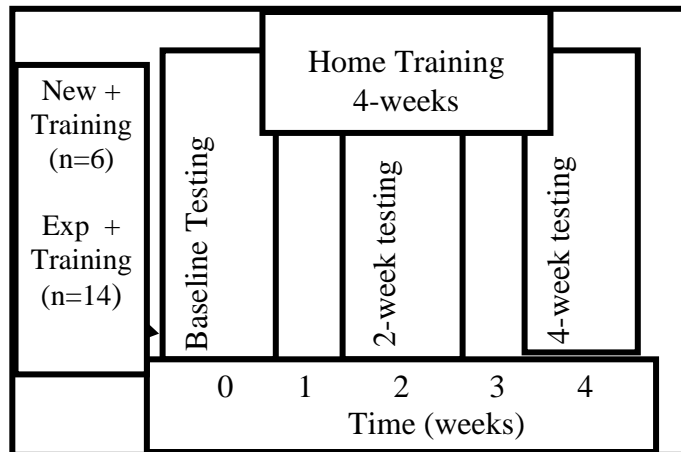 New +
Training
(n=6)
Exp +
Training
(n=14)
Home Training
4-weeks
Baseline Testing
2-week testing
4-week testing
0 1 2 3 4
Time (weeks)